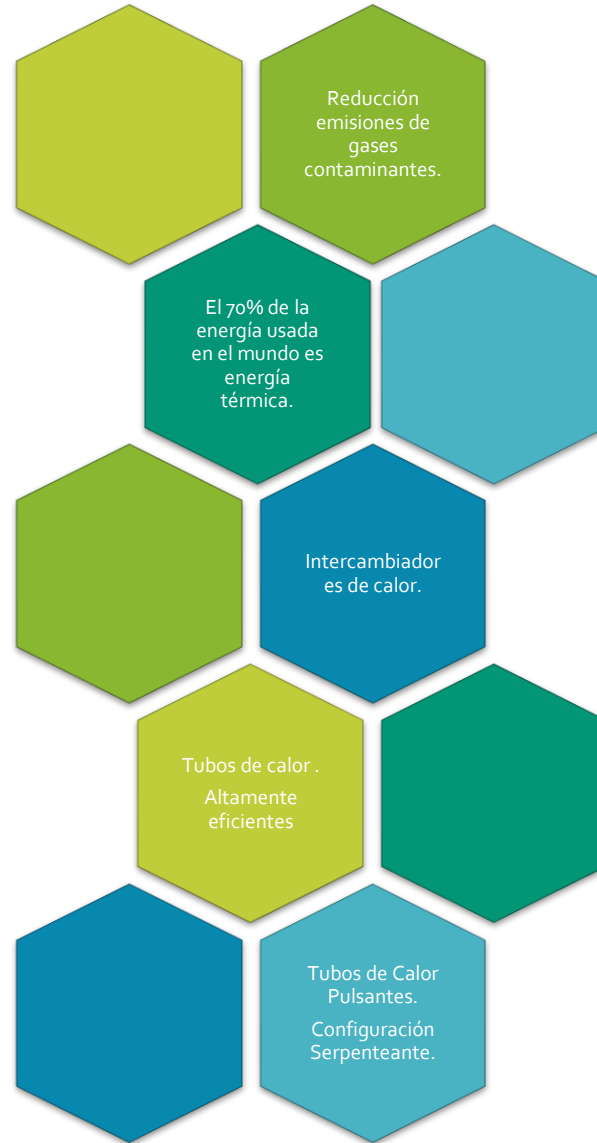 Reducción
emisiones de
gases
contaminantes.
El 70% de la
energía usada
en el mundo es
energía
térmica.
Intercambiador
es de calor.
Tubos de calor .
Altamente
eficientes
Tubos de Calor
Pulsantes.
Configuración
Serpenteante.